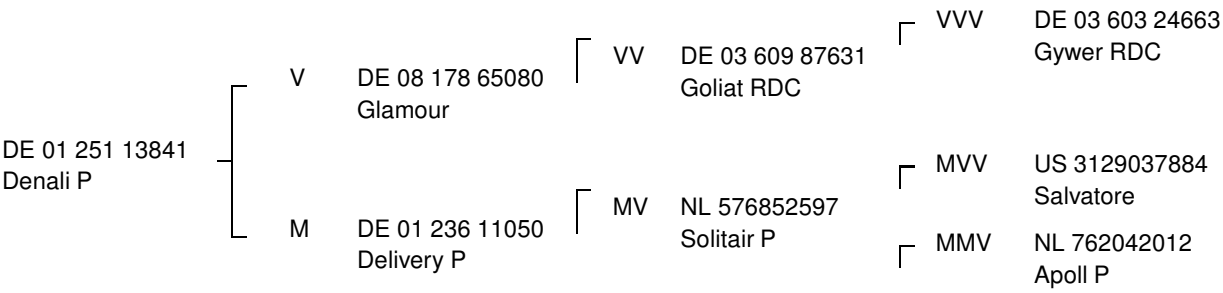 VVV DE 03 603 24663
Gywer RDC
VV DE 03 609 87631
Goliat RDC
V DE 08 178 65080
Glamour
DE 01 251 13841
Denali P
MVV US 3129037884
Salvatore
MV NL 576852597
Solitair P
M DE 01 236 11050
Delivery P
MMV NL 762042012
Apoll P